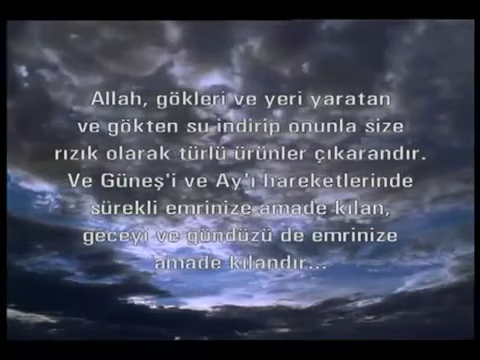 Allah, gökleri ve yeri yaratan
ve gökten su indirip onunla size
rızık olarak türlü ürünler çıkarandır.
Ve Güneş'i ve Ay'ı hareketlerinde
sürekli emrinize amade kılan,
geceyi ve gündüzü de emrinize
amade kılandır...